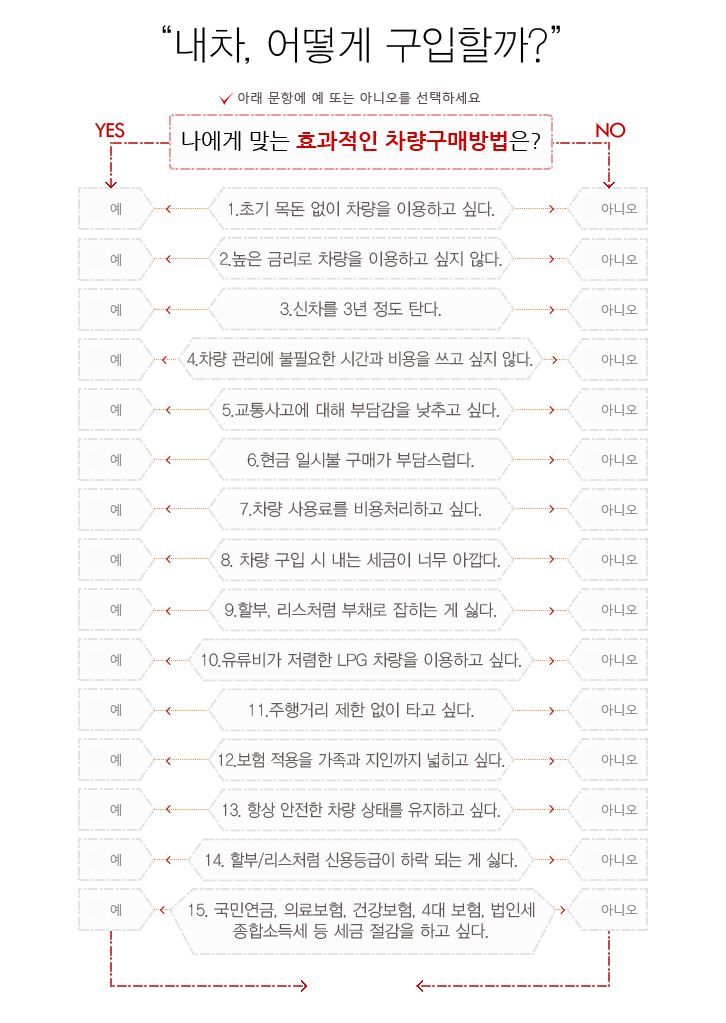 “내차, 어떻게 구입할까?”
아래 문항에 예 또는 아니오를 선택하세요
YES
나에게 맞는 효과적인 차량구매방법은?
NO
예
1.초기 목돈 없이 차량을 이용하고 싶다.
아니오
예
2.높은 금리로 차량을 이용하고 싶지 않다.
아니오
예
3.신차를 3년 정도 탄다.
아니오
예
4.차량 관리에 불필요한 시간과 비용을 쓰고 싶지 않다.
아니오
예
5.교통사고에 대해 부담감을 낮추고 싶다.
아니오
예
6.현금 일시불 구매가 부담스럽다.
아니오
예
7.차량 사용료를 비용처리하고 싶다.
아니오
예
8. 차량 구입 시 내는 세금이 너무 아깝다.
아니오
예
9.할부, 리스처럼 부채로 잡히는 게 싫다.
아니오
예
10.유류비가 저렴한 LPG 차량을 이용하고 싶다.
아니오
예
11.주행거리 제한 없이 타고 싶다.
아니오
예
12.보험 적용을 가족과 지인까지 넓히고 싶다.
아니오
예
13. 항상 안전한 차량 상태를 유지하고 싶다.
아니오
예
14. 할부/리스처럼 신용등급이 하락 되는 게 싫다.
아니오
예
15. 국민연금, 의료보험, 건강보험, 4대 보험, 법인세
종합소득세 등 세금 절감을 하고 싶다.
아니오